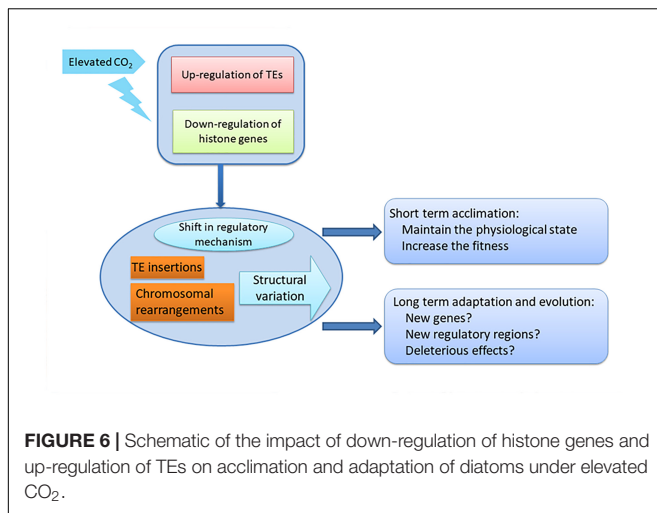 Elevated CO₂
Up-regulation of TEs
Down-regulation of
histone genes
Shift in regulatory
mechanism
TE insertions
Chromosomal
rearrangements
Structural
variation
Short term acclimation:
Maintain the physiological state
Increase the fitness
Long term adaptation and evolution:
New genes?
New regulatory regions?
Deleterious effects?
FIGURE 6 | Schematic of the impact of down-regulation of histone genes and
up-regulation of TEs on acclimation and adaptation of diatoms under elevated
CO₂.